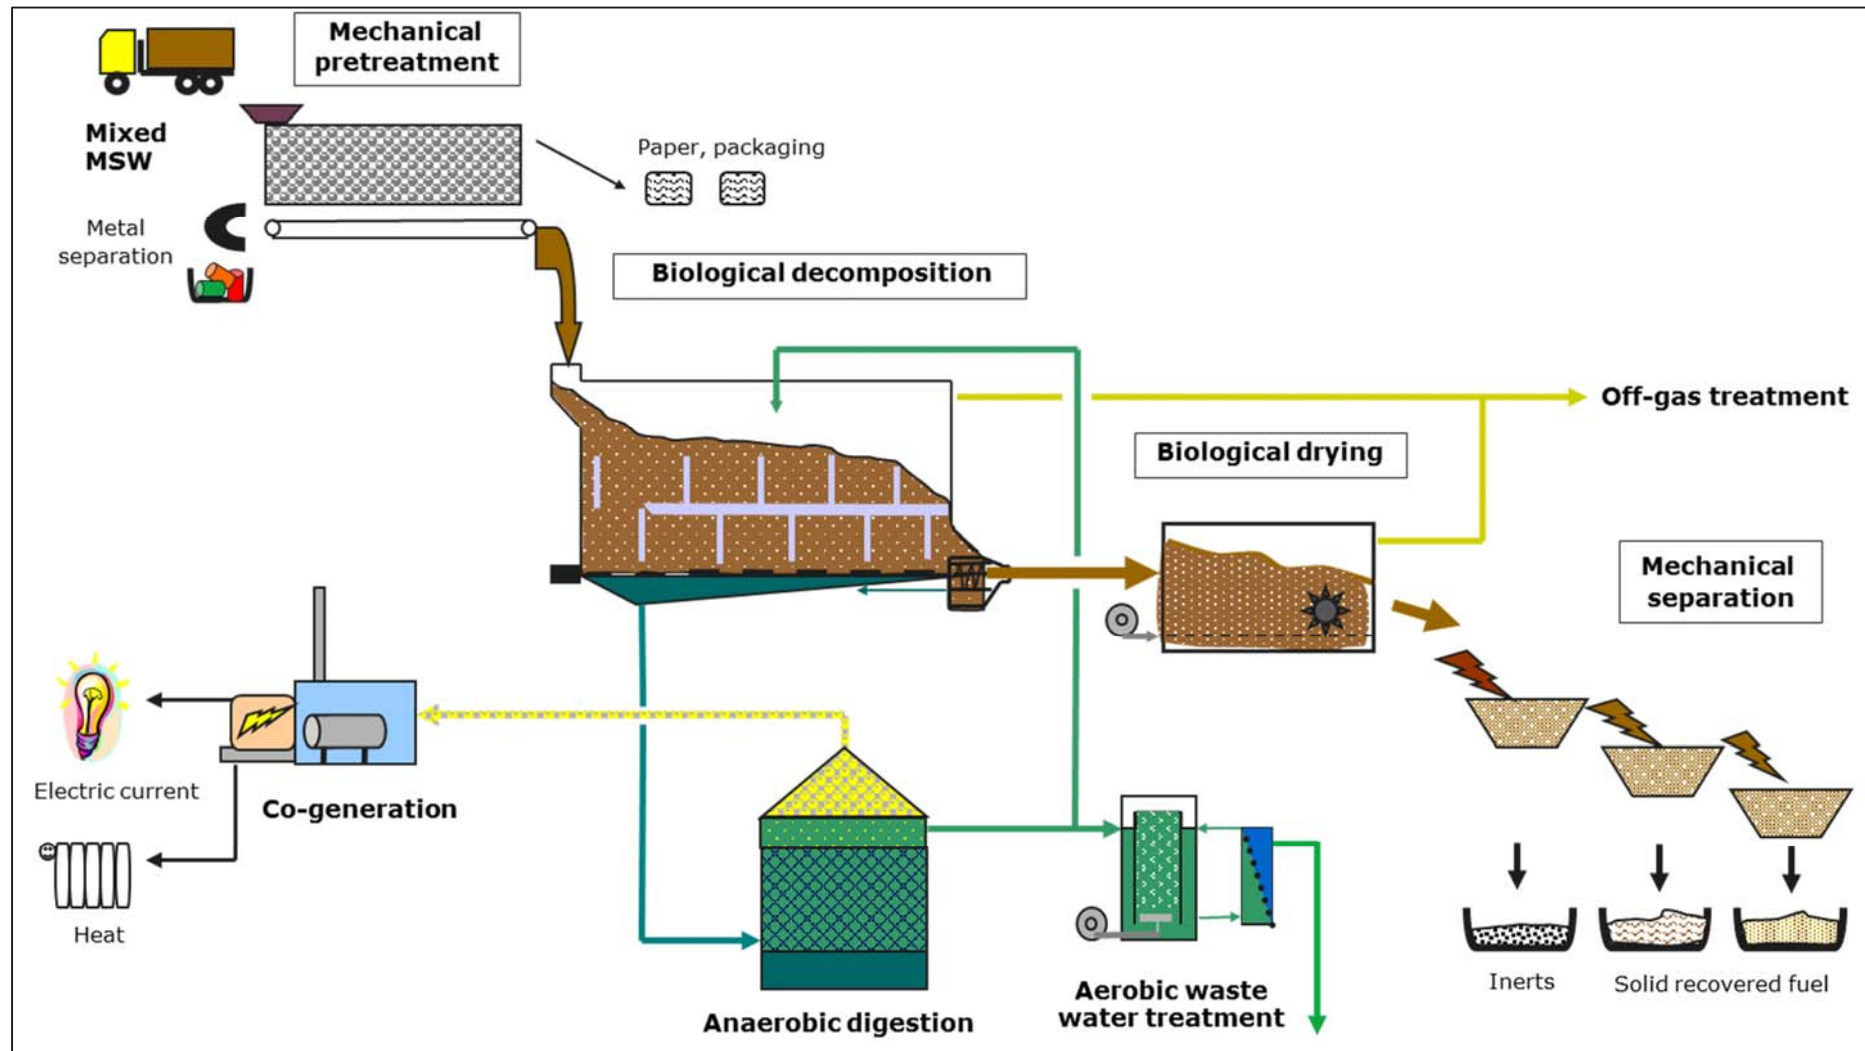 Mechanical
pretreatment
Mixed
MSW
Paper, packaging
Metal
separation
Biological decomposition
Off-gas treatment
Biological drying
Mechanical
separation
Electric current
Co-generation
Heat
Anaerobic digestion
Aerobic waste
water treatment
Inerts
Solid recovered fuel